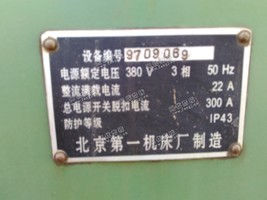 设备编号 9709069
电源额定电压 380 V 3 相 50 Hz
整流满载电流 22 A
总电源开关脱扣电流 300 A
防护等级 IP43
北京第一机床厂制造